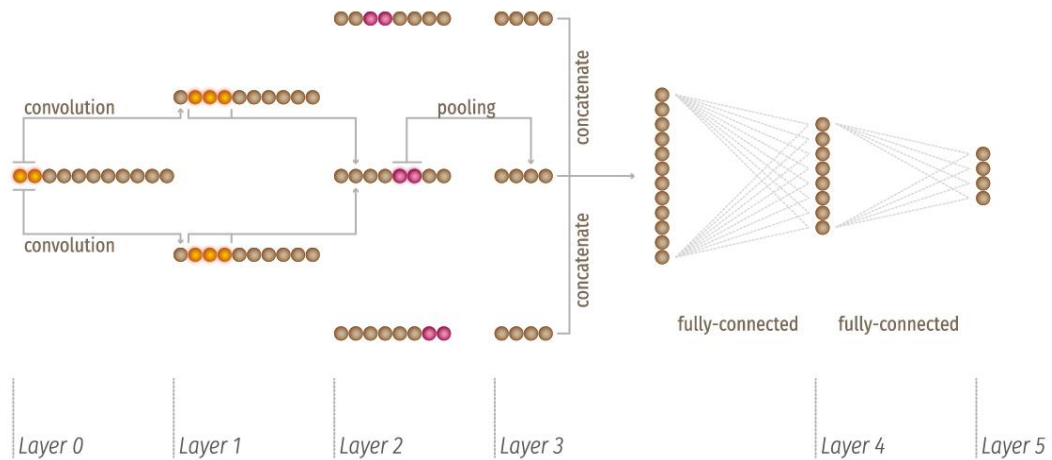 convolution
pooling
concatenate
convolution
concatenate
fully-connected
fully-connected
Layer 0
Layer 1
Layer 2
Layer 3
Layer 4
Layer 5